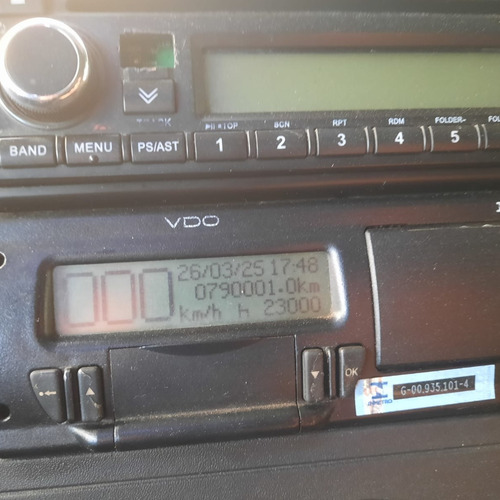 BAND MENU PS/AST 1 2 3 4 5
SCN RPT RDM FOLDER-
VDO
26/03/25 17:48
000 0790001.0km
km/h h 23000
OK
G-00.935.101-4